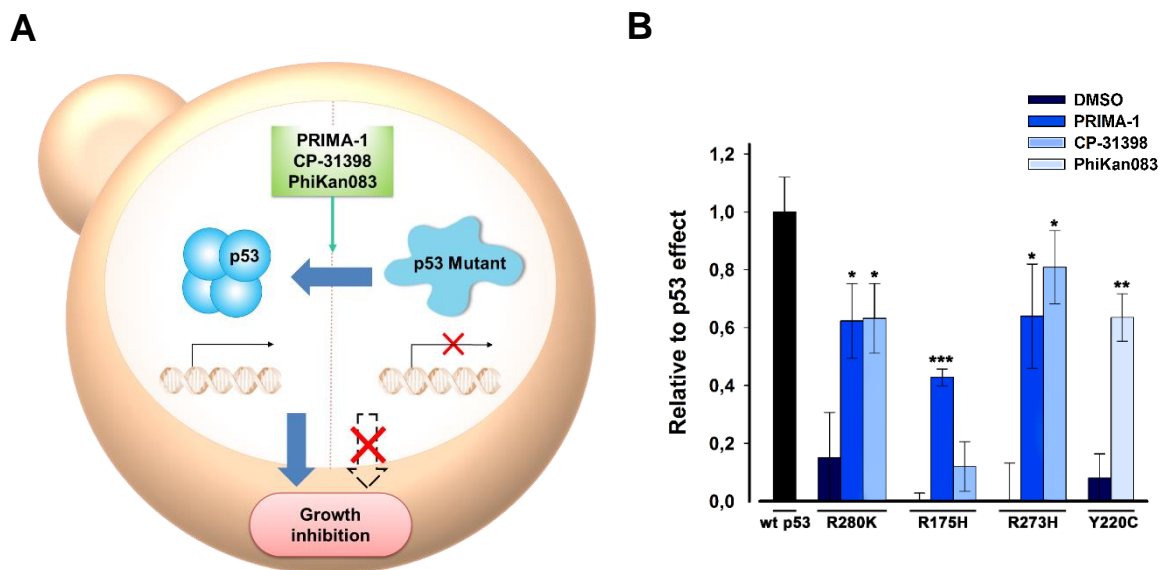 A
PRIMA-1
CP-31398
PhiKan083
p53
p53 Mutant
Growth
inhibition
B
DMSO
PRIMA-1
CP-31398
PhiKan083
Relative to p53 effect
1,2
1,0
0,8
0,6
0,4
0,2
0,0
*
*
***
*
*
**
wt p53
R280K
R175H
R273H
Y220C